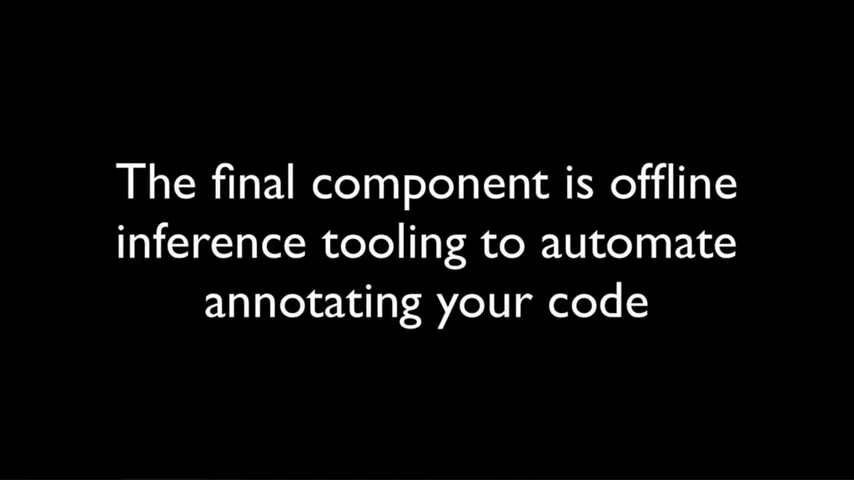 The final component is offline
inference tooling to automate
annotating your code